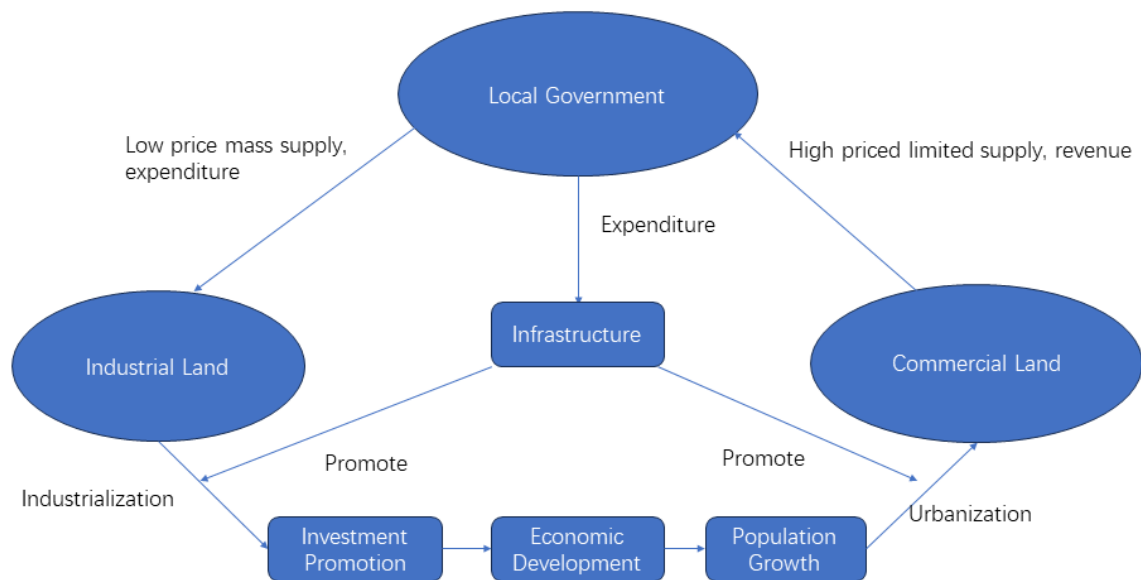 Local Government
Low price mass supply,
expenditure
High priced limited supply, revenue
Expenditure
Infrastructure
Industrial Land
Commercial Land
Promote
Promote
Industrialization
Urbanization
Investment
Promotion
Economic
Development
Population
Growth